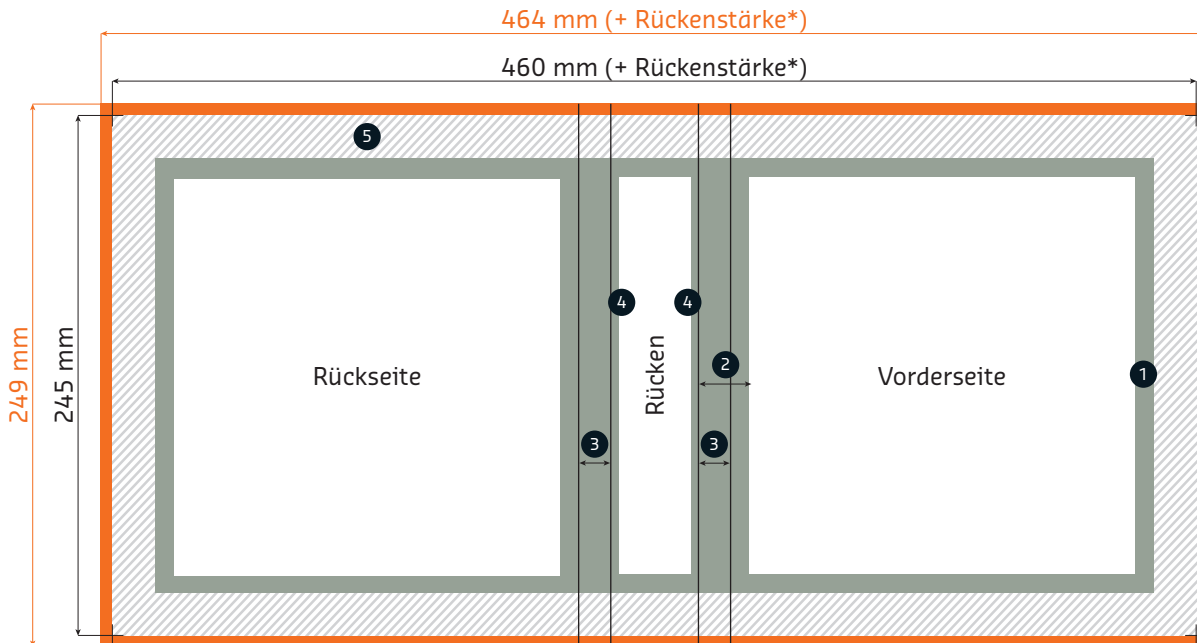 464 mm (+ Rückenstärke*)
460 mm (+ Rückenstärke*)
5
4
4
249 mm
245 mm
Rückseite
Rücken
2
Vorderseite
1
3
3